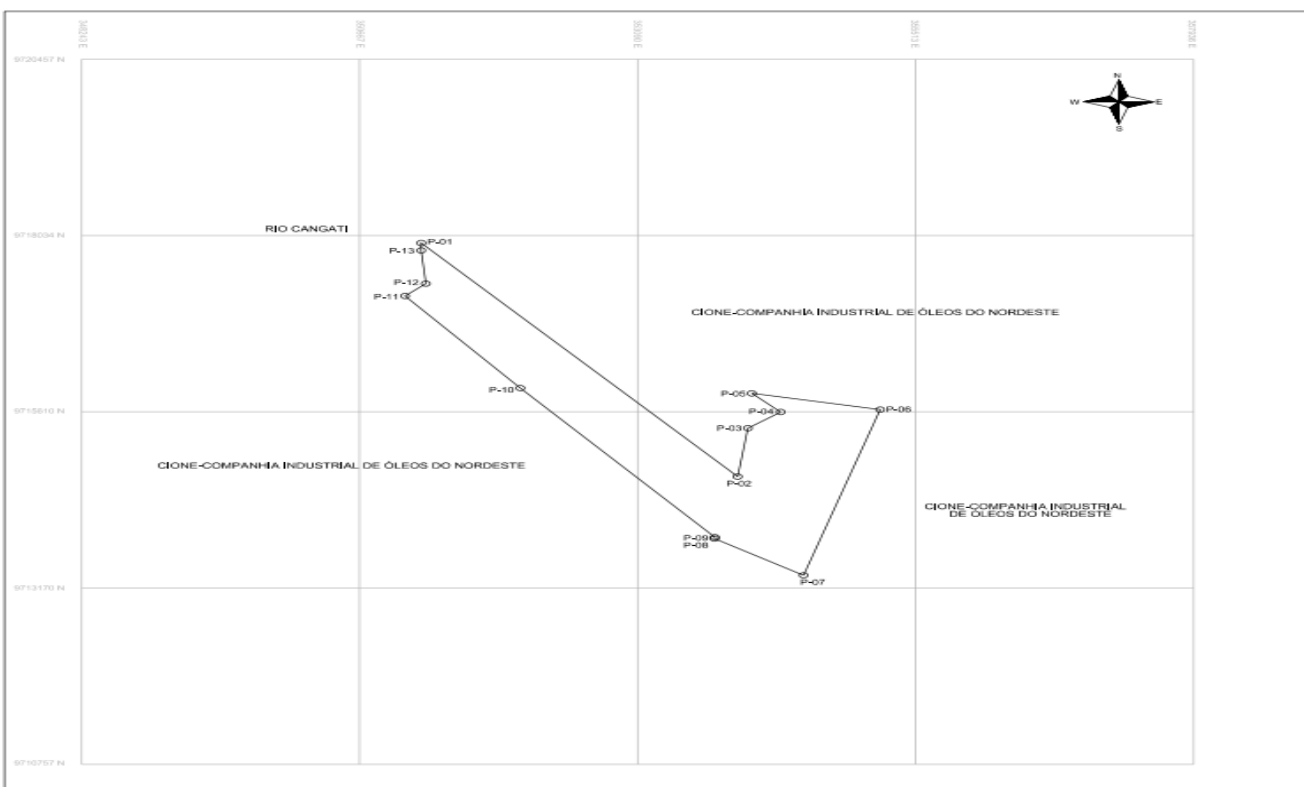 9720457 N
N
W
E
S
9718034 N
RIO CANGATI
P-01
P-13
P-12
P-11
CIONE-COMPANHIA INDUSTRIAL DE ÓLEOS DO NORDESTE
P-10
P-05
9715610 N
P-04
P-06
P-03
CIONE-COMPANHIA INDUSTRIAL DE ÓLEOS DO NORDESTE
P-02
CIONE-COMPANHIA INDUSTRIAL
DE ÓLEOS DO NORDESTE
P-09
P-08
P-07